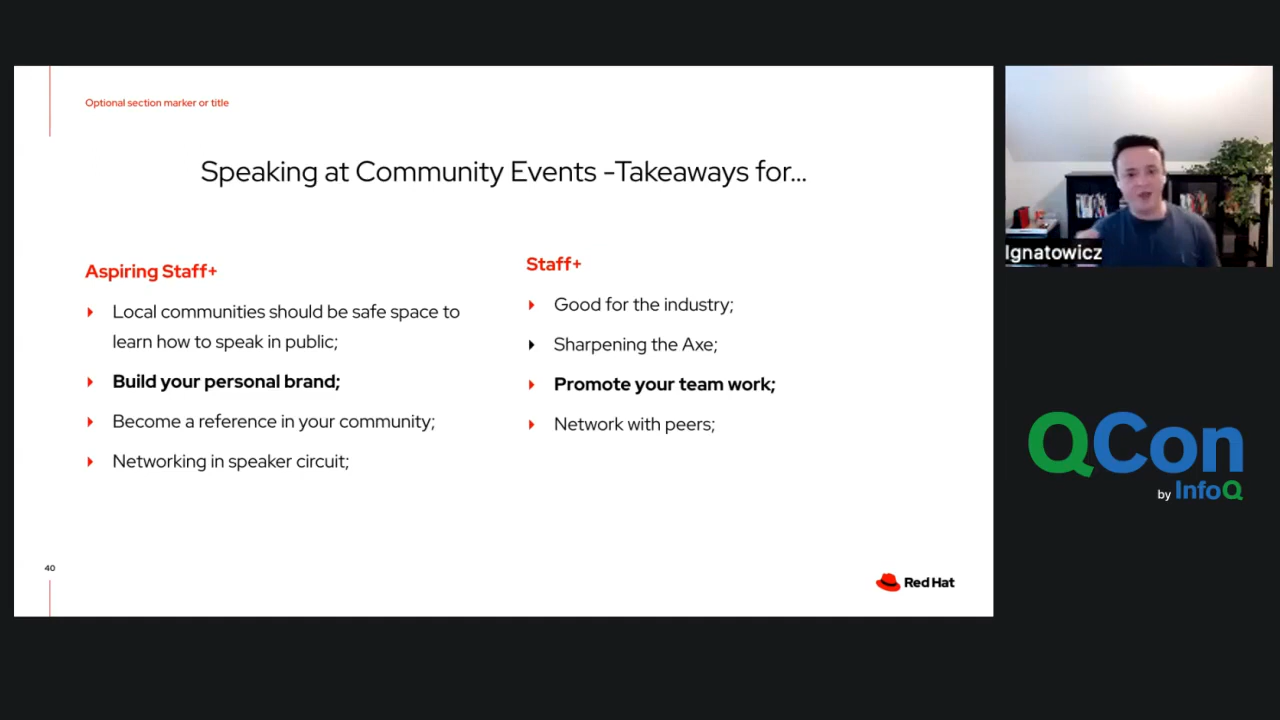 Optional section marker or title
Speaking at Community Events -Takeaways for...
Aspiring Staff+
Local communities should be safe space to
learn how to speak in public;
Build your personal brand;
Become a reference in your community;
Networking in speaker circuit;
Staff+
Good for the industry;
Sharpening the Axe;
Promote your team work;
Network with peers;
40
Red Hat
Ignatowicz
QCon
by InfoQ